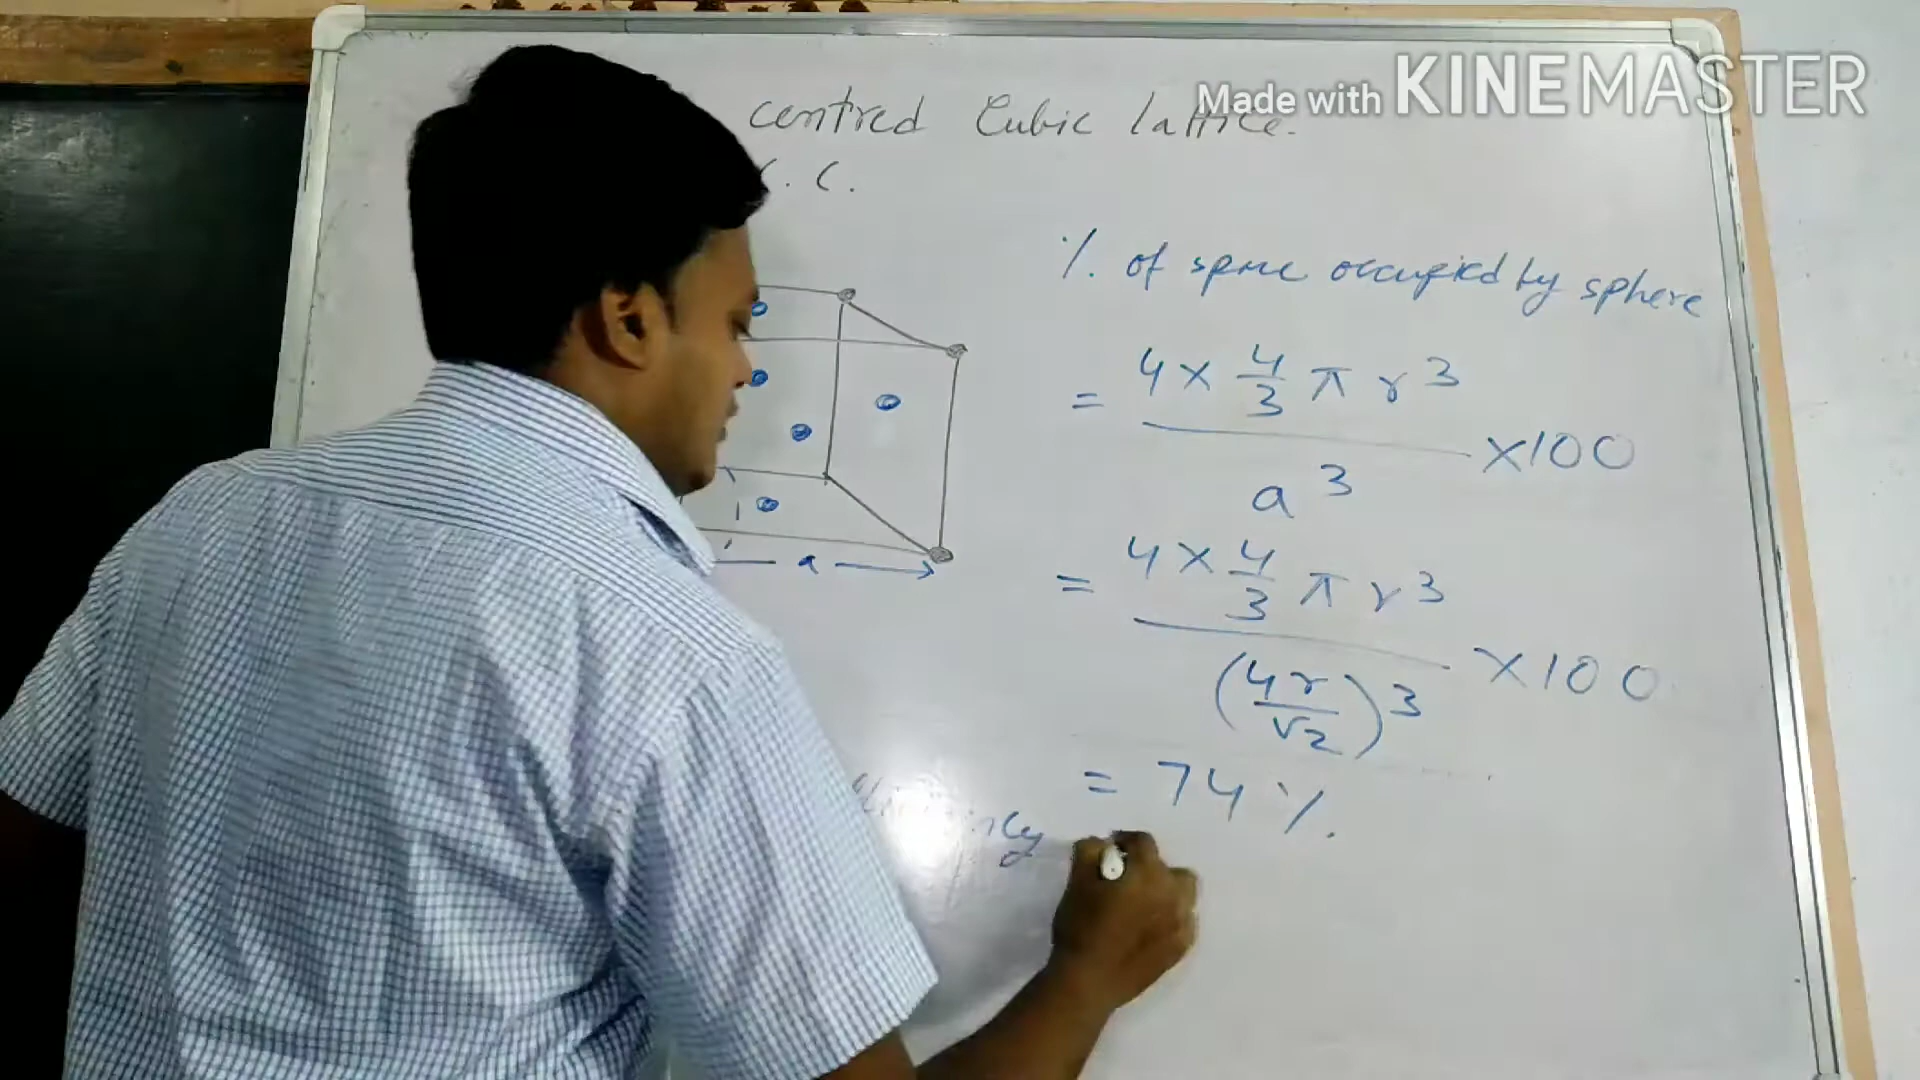 Made with KINEMASTER
centred Cubic lattice.
C. C.
% of space occupied by sphere
= 4 × 4/3 π r³ / a³ × 100
a
= 4 × 4/3 π r³ / (4r/√2)³ × 100
= 74 %.